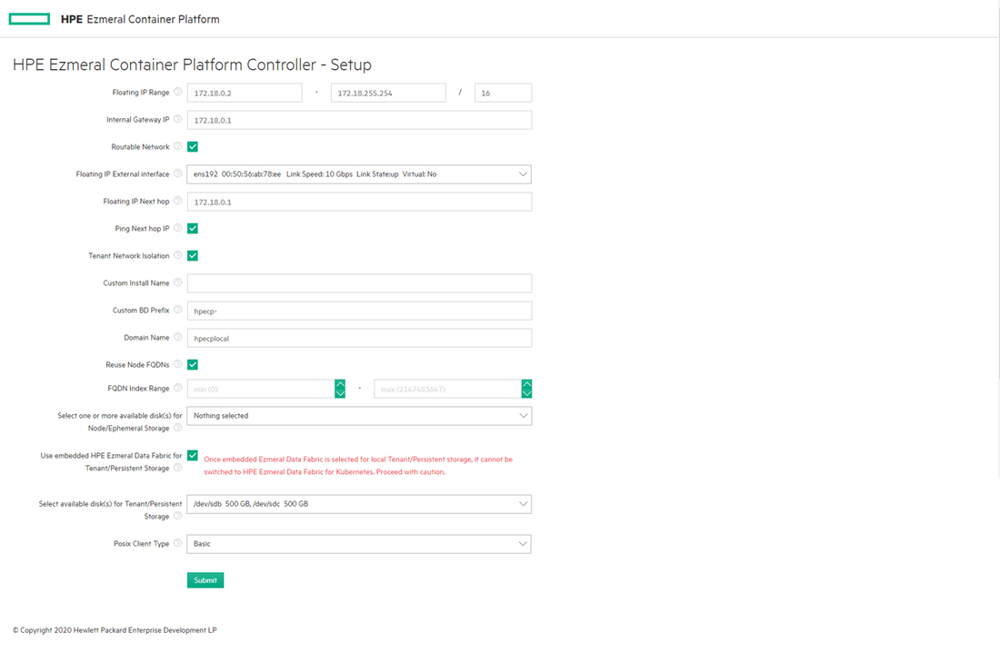 HPE Ezmeral Container Platform
HPE Ezmeral Container Platform Controller - Setup
Floating IP Range ? 172.18.0.2 - 172.18.255.254 / 16
Internal Gateway IP ? 172.18.0.1
Routable Network ?
Floating IP External interface ? ens192 00:50:56:ab:78:ee Link Speed: 10 Gbps Link State:up Virtual: No
Floating IP Next hop ? 172.18.0.1
Ping Next hop IP ?
Tenant Network Isolation ?
Custom Install Name ?
Custom BD Prefix ? hpecp-
Domain Name ? hpecplocal
Reuse Node FQDNs ?
FQDN Index Range ? min (0) - max (2147483647)
Select one or more available disk(s) for Nothing selected
Node/Ephemeral Storage ?
Use embedded HPE Ezmeral Data Fabric for
Tenant/Persistent Storage ?
Once embedded Ezmeral Data Fabric is selected for local Tenant/Persistent storage, it cannot be
switched to HPE Ezmeral Data Fabric for Kubernetes. Proceed with caution.
Select available disk(s) for Tenant/Persistent /dev/sdb 500 GB, /dev/sdc 500 GB
Storage ?
Posix Client Type ? Basic
Submit
© Copyright 2020 Hewlett Packard Enterprise Development LP